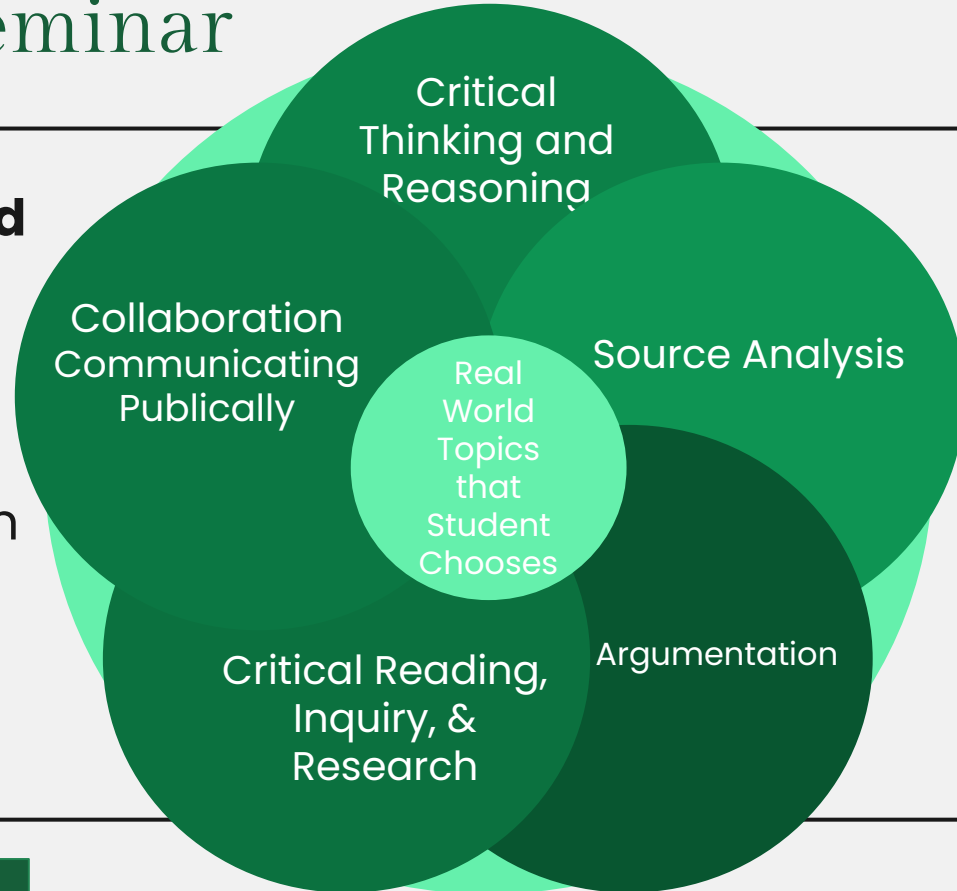 eminar
d
n
Critical
Thinking and
Reasoning
Collaboration
Communicating
Publically
Source Analysis
Real
World
Topics
that
Student
Chooses
Argumentation
Critical Reading,
Inquiry, &
Research